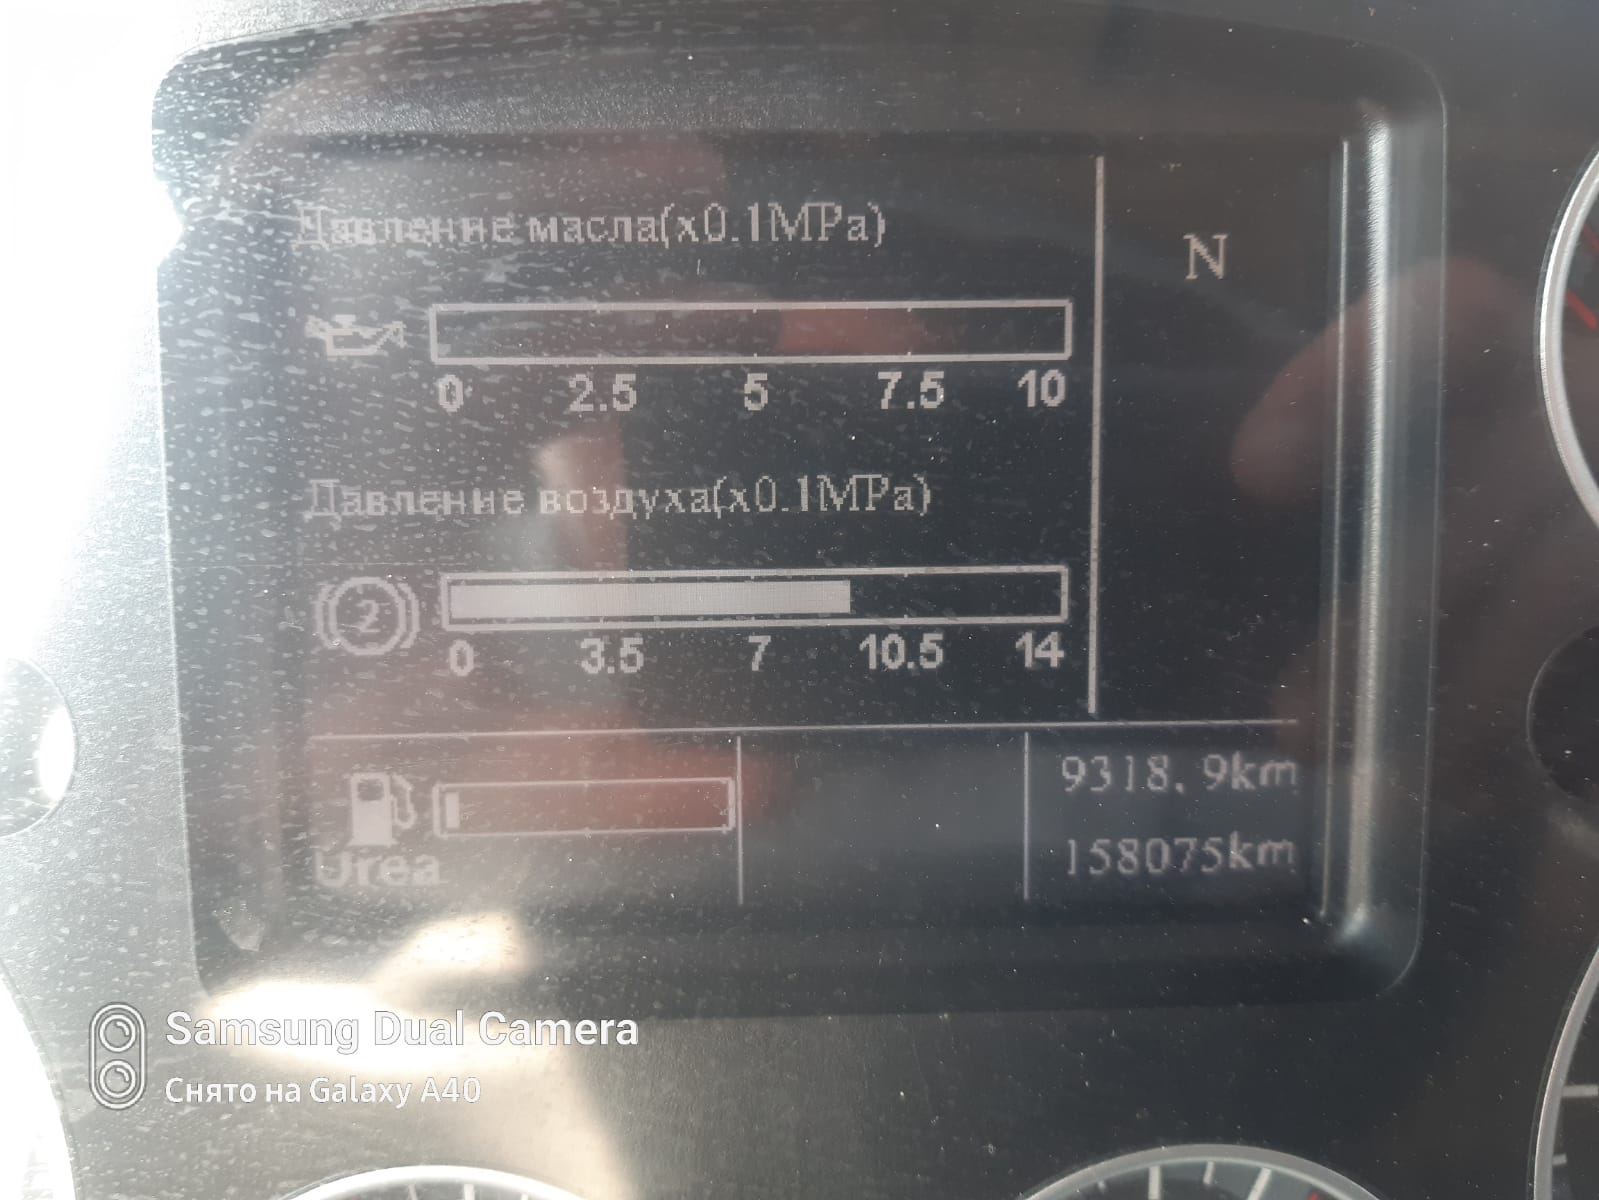 Давление масла(x0.1MPa)
N
0 2.5 5 7.5 10
Давление воздуха(x0.1MPa)
2
0 3.5 7 10.5 14
9318.9km
Urea
158075km
Samsung Dual Camera
Снято на Galaxy A40